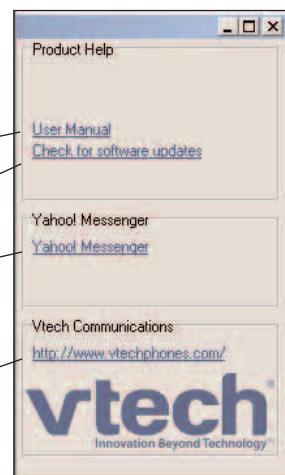 Product Help
User Manual
Check for software updates
Yahoo! Messenger
Yahoo! Messenger
Vtech Communications
http://www.vtechphones.com/
vtech
Innovation Beyond Technology™